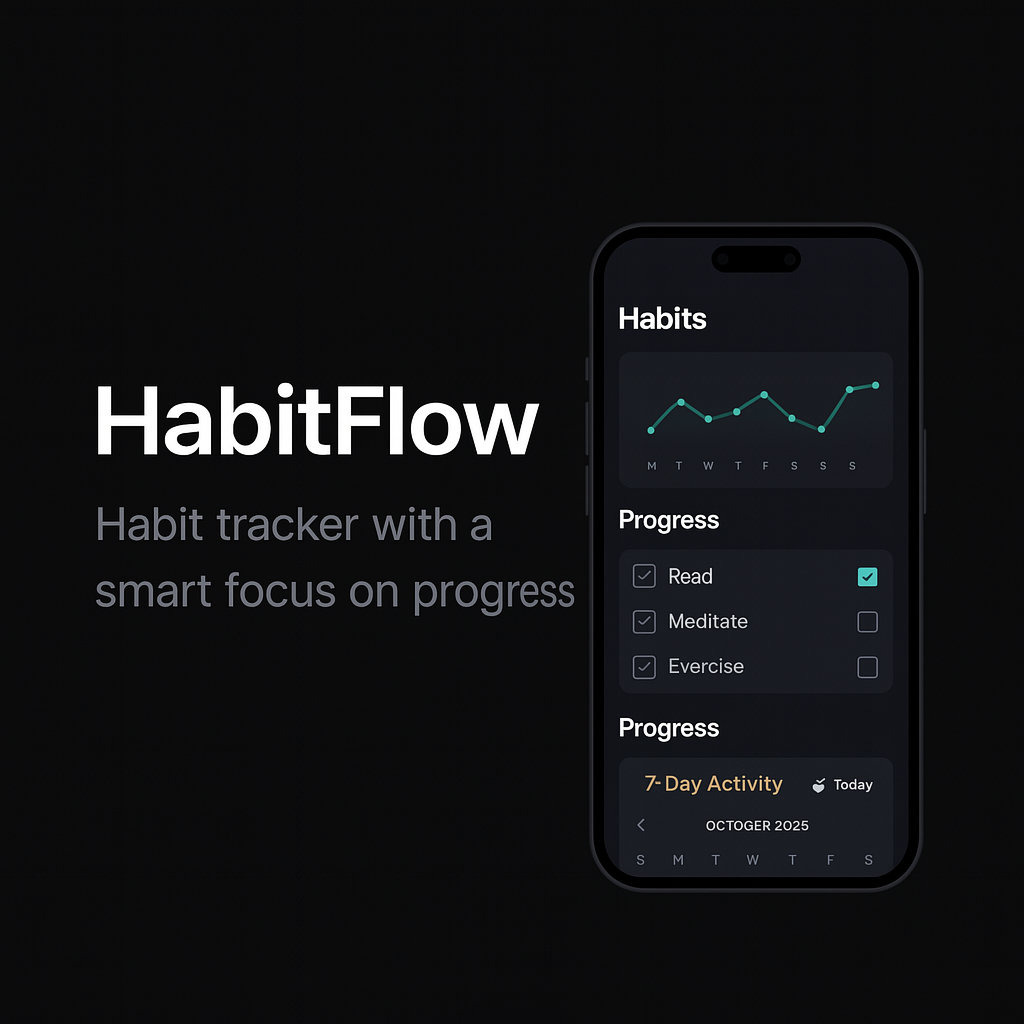 HabitFlow
Habit tracker with a
smart focus on progress
Habits
M T W T F S S S
Progress
Read
Meditate
Evercise
Progress
7-Day Activity Today
OCTOGER 2025
S M T W T F S